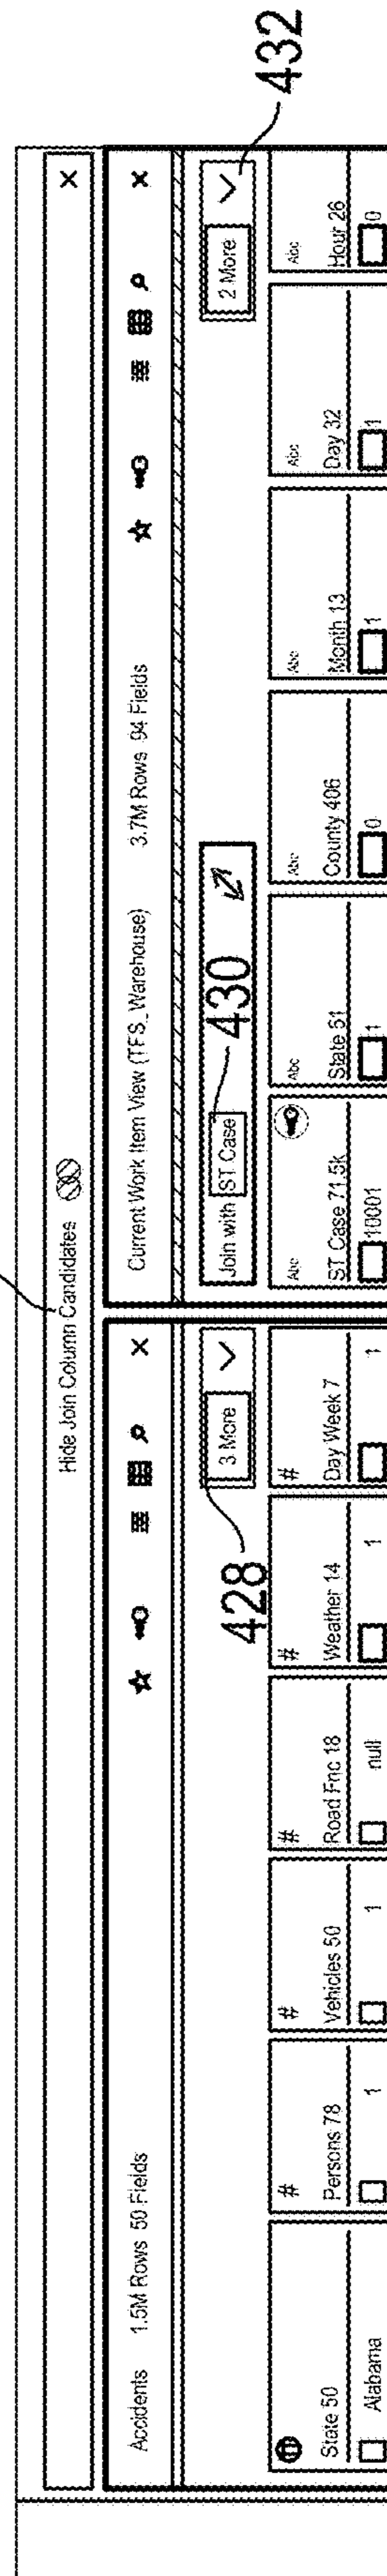 Hide Join Column Candidates
×
Accidents 1.5M Rows 50 Fields
×
Current Work Item View (TFS_Warehouse) 3.7M Rows 94 Fields
×
428
3 More
Join with ST Case
430
2 More
432
State 50
Alabama
#
Persons 78
1
#
Vehicles 50
1
#
Road Fnc 18
null
#
Weather 14
1
#
Day Week 7
1
Abc
ST Case 71.5k
10001
Abc
State 51
1
Abc
County 406
0
Abc
Month 13
1
Abc
Day 32
1
Abc
Hour 26
0